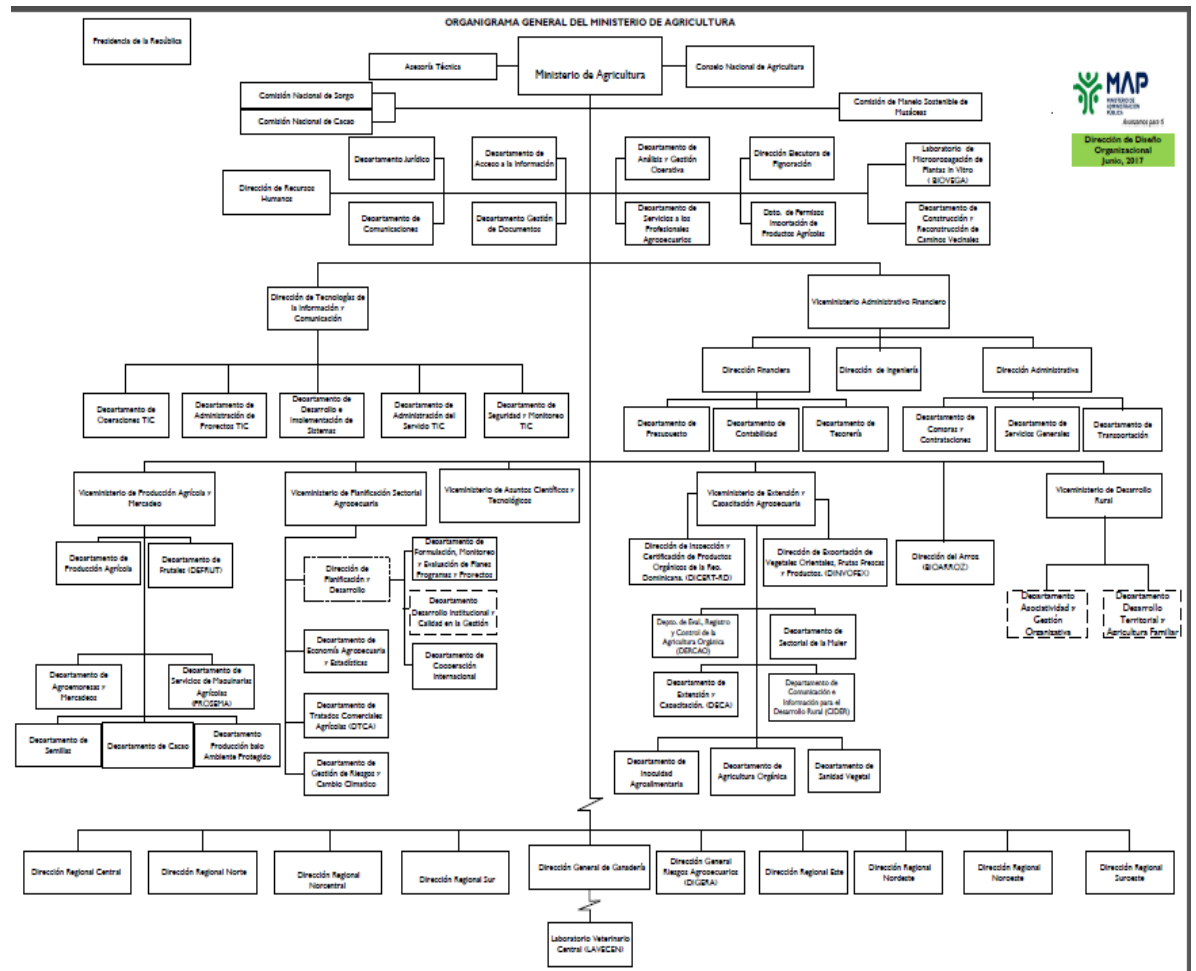 ORGANIGRAMA GENERAL DEL MINISTERIO DE AGRICULTURA
Presidencia de la República
Asesoría Técnica
Ministerio de Agricultura
Consejo Nacional de Agricultura
Comisión Nacional de Sorgo
Comisión Nacional de Cacao
Comisión de Manejo Sostenible de
Musáceas
MAP
MINISTERIO DE
ADMINISTRACIÓN
PÚBLICA
Avanzamos para ti
Dirección de Diseño
Organizacional
Junio, 2017
Departamento Jurídico
Departamento de
Acceso a la Información
Departamento de
Análisis y Gestión
Operativa
Dirección Ejecutora de
Pignoración
Laboratorio de
Micropropagación de
Plantas In Vitro
( BIOVEGA)
Dirección de Recursos
Humanos
Departamento de
Comunicaciones
Departamento Gestión
de Documentos
Departamento de
Servicios a los
Profesionales
Agropecuarios
Dpto. de Permisos
Importación de
Productos Agrícolas
Departamento de
Construcción y
Reconstrucción de
Caminos Vecinales
Dirección de Tecnologías de
la Información y
Comunicación
Viceministerio Administrativo Financiero
Dirección Financiera
Dirección de Ingeniería
Dirección Administrativa
Departamento de
Operaciones TIC
Departamento de
Administración de
Proyectos TIC
Departamento de
Desarrollo e
Implementación de
Sistemas
Departamento de
Administración del
Servicio TIC
Departamento de
Seguridad y Monitoreo
TIC
Departamento de
Presupuesto
Departamento de
Contabilidad
Departamento de
Tesorería
Departamento de
Compras y
Contrataciones
Departamento de
Servicios Generales
Departamento de
Transportación
Viceministerio de Producción Agrícola y
Mercadeo
Viceministerio de Planificación Sectorial
Agropecuaria
Viceministerio de Asuntos Científicos y
Tecnológicos
Viceministerio de Extensión y
Capacitación Agropecuaria
Viceministerio de Desarrollo
Rural
Departamento de
Producción Agrícola
Departamento de
Frutales (DEFRUT)
Dirección de
Planificación y
Desarrollo
Departamento de
Formulación, Monitoreo
y Evaluación de Planes
Programas y Proyectos
Dirección de Inspección y
Certificación de Productos
Orgánicos de la Rep.
Dominicana. (DICERT-RD)
Dirección de Exportación de
Vegetales Orientales, Frutas Frescas
y Productos. (DINVOFEX)
Dirección del Arroz
(BIOARROZ)
Departamento
Desarrollo Institucional y
Calidad en la Gestión
Departamento
Asociatividad y
Gestión
Organizativa
Departamento
Desarrollo
Territorial y
Agricultura Familiar
Departamento de
Economía Agropecuaria
y Estadísticas
Departamento de
Cooperación
Internacional
Depto. de Eval., Registro
y Control de la
Agricultura Orgánica
(DERCAO)
Departamento de
Sectorial de la Mujer
Departamento de
Agroempresas y
Mercadeos
Departamento de
Servicios de Maquinarias
Agrícolas
(PROSEMA)
Departamento de
Extensión y
Capacitación. (DECA)
Departamento de
Comunicación e
Información para el
Desarrollo Rural (CIDER)
Departamento de
Tratados Comerciales
Agrícolas (OTCA)
Departamento de
Semillas
Departamento de Cacao
Departamento
Producción bajo
Ambiente Protegido
Departamento de
Gestión de Riesgos y
Cambio Climatico
Departamento de
Inocuidad
Agroalimentaria
Departamento de
Agricultura Orgánica
Departamento de
Sanidad Vegetal
Dirección Regional Central
Dirección Regional Norte
Dirección Regional
Norcentral
Dirección Regional Sur
Dirección General de Ganadería
Dirección General
Riesgos Agropecuarios
(DIGERA)
Dirección Regional Este
Dirección Regional
Nordeste
Dirección Regional
Noroeste
Dirección Regional
Suroeste
Laboratorio Veterinario
Central (LAVECEN)